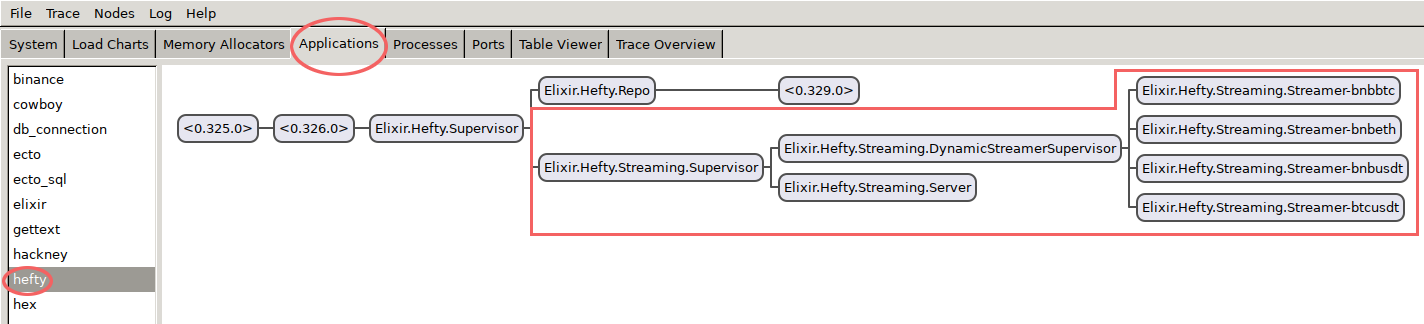 File Trace Nodes Log Help
System Load Charts Memory Allocators Applications Processes Ports Table Viewer Trace Overview
binance
cowboy
db_connection
ecto
ecto_sql
elixir
gettext
hackney
hefty
hex
<0.325.0> <0.326.0> Elixir.Hefty.Supervisor
Elixir.Hefty.Repo <0.329.0>
Elixir.Hefty.Streaming.Supervisor
Elixir.Hefty.Streaming.DynamicStreamerSupervisor
Elixir.Hefty.Streaming.Server
Elixir.Hefty.Streaming.Streamer-bnbbtc
Elixir.Hefty.Streaming.Streamer-bnbeth
Elixir.Hefty.Streaming.Streamer-bnbusdt
Elixir.Hefty.Streaming.Streamer-btcusdt